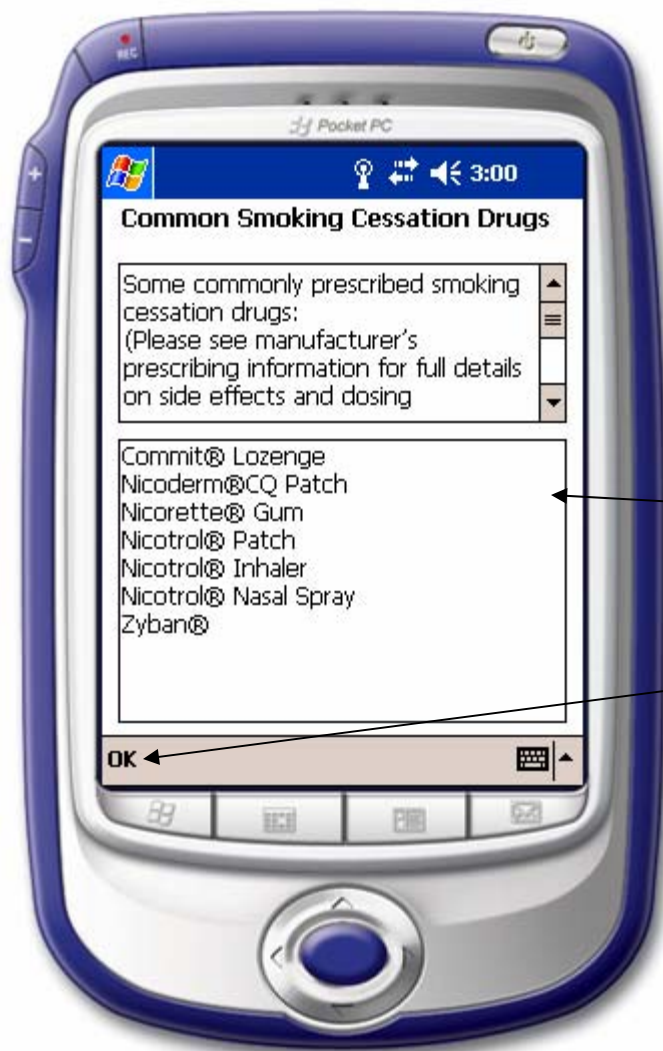 REC
Pocket PC
3:00
Common Smoking Cessation Drugs
Some commonly prescribed smoking
cessation drugs:
(Please see manufacturer's
prescribing information for full details
on side effects and dosing
Commit® Lozenge
Nicoderm®CQ Patch
Nicorette® Gum
Nicotrol® Patch
Nicotrol® Inhaler
Nicotrol® Nasal Spray
Zyban®
OK